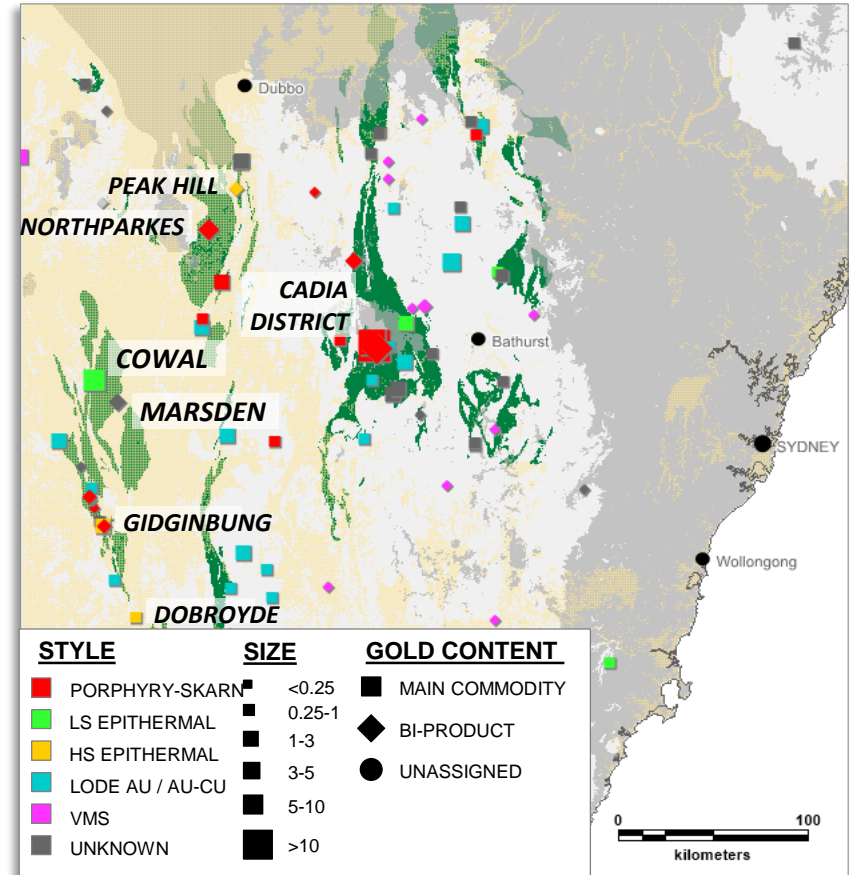 Dubbo
PEAK HILL
NORTHPARKES
CADIA
DISTRICT
Bathurst
COWAL
MARSDEN
SYDNEY
GIDGINBUNG
Wollongong
DOBROYDE
STYLE
PORPHYRY-SKARN
LS EPITHERMAL
HS EPITHERMAL
LODE AU / AU-CU
VMS
UNKNOWN
SIZE
<0.25
0.25-1
1-3
3-5
5-10
>10
GOLD CONTENT
MAIN COMMODITY
BI-PRODUCT
UNASSIGNED
0 100
kilometers